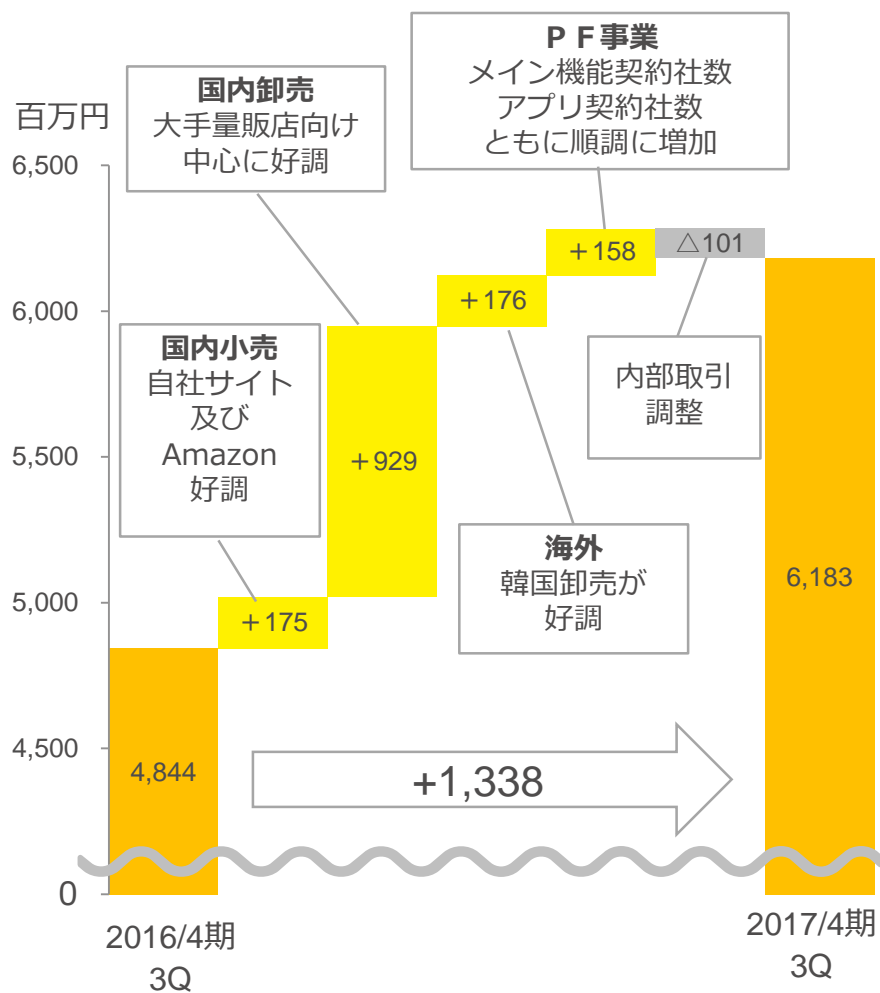 ＰＦ事業
メイン機能契約社数
アプリ契約社数
ともに順調に増加
国内卸売
大手量販店向け
中心に好調
百万円
6,500
6,000
5,500
5,000
4,500
0
＋158
△101
＋176
国内小売
自社サイト
及び
Amazon
好調
内部取引
調整
＋929
海外
韓国卸売が
好調
6,183
＋175
4,844
+1,338
2016/4期
3Q
2017/4期
3Q